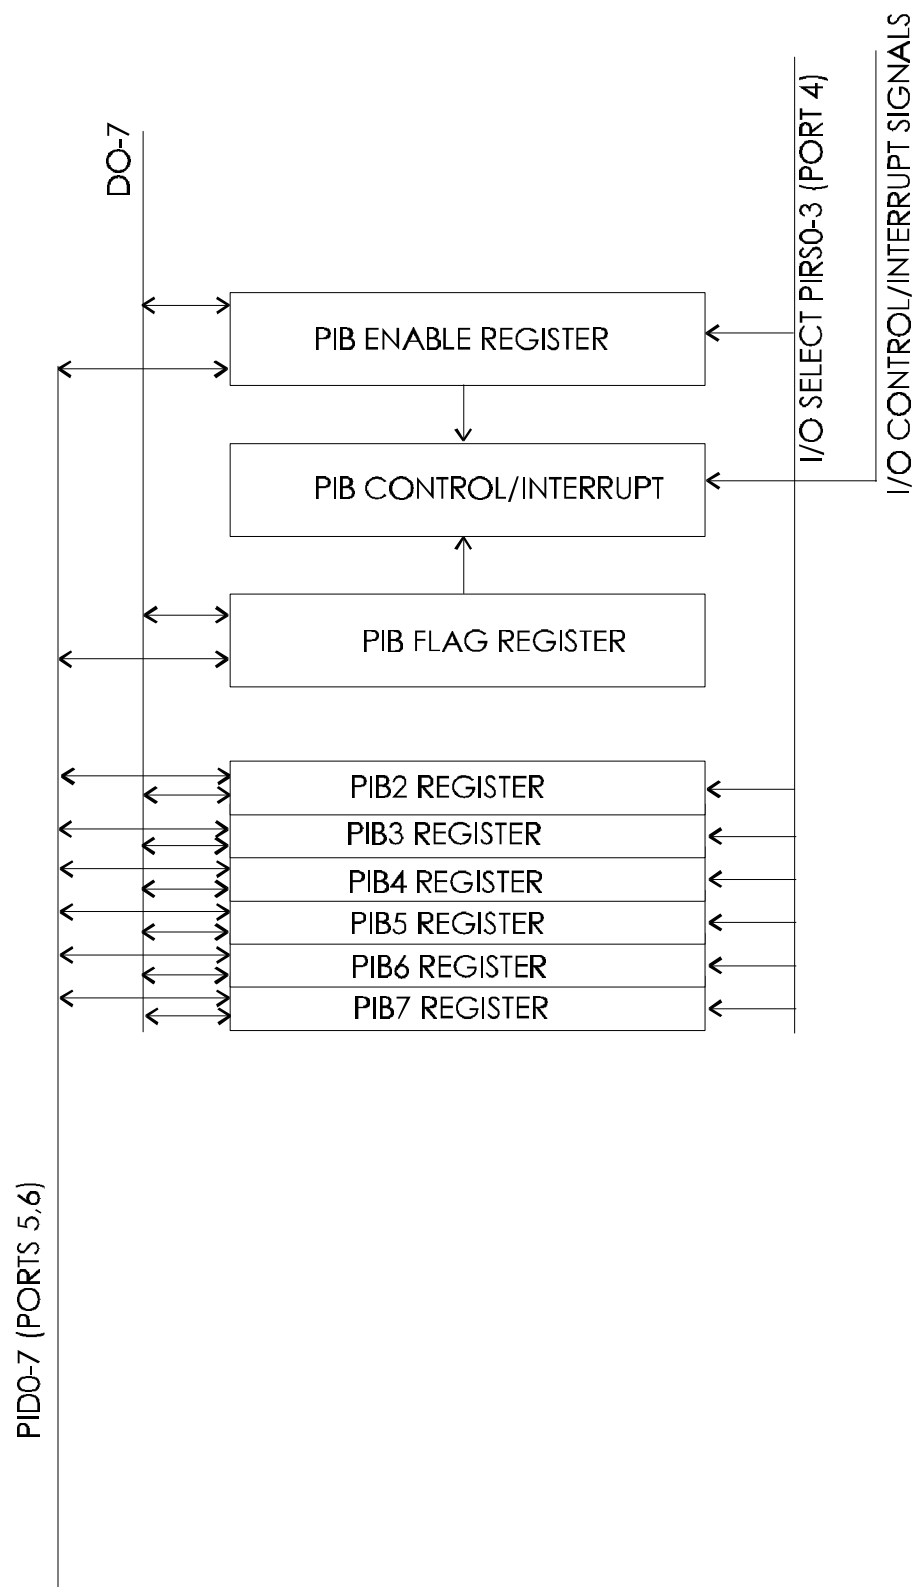 DO-7
I/O SELECT PIRS0-3 (PORT 4)
I/O CONTROL/INTERRUPT SIGNALS
PIB ENABLE REGISTER
PIB CONTROL/INTERRUPT
PIB FLAG REGISTER
PIB2 REGISTER
PIB3 REGISTER
PIB4 REGISTER
PIB5 REGISTER
PIB6 REGISTER
PIB7 REGISTER
PID0-7 (PORTS 5,6)